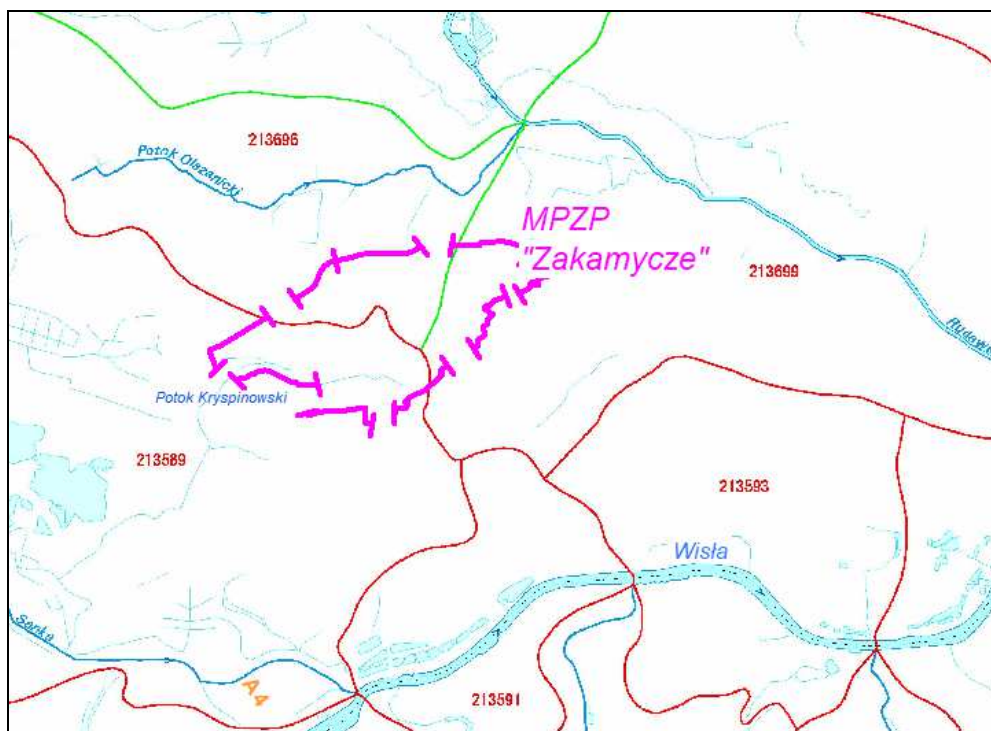 213696
Potok Olszanicki
MPZP
"Zakamycze"
213699
Rudawa
Potok Kryspinowski
213589
213593
Wisła
Sanka
A4
213591